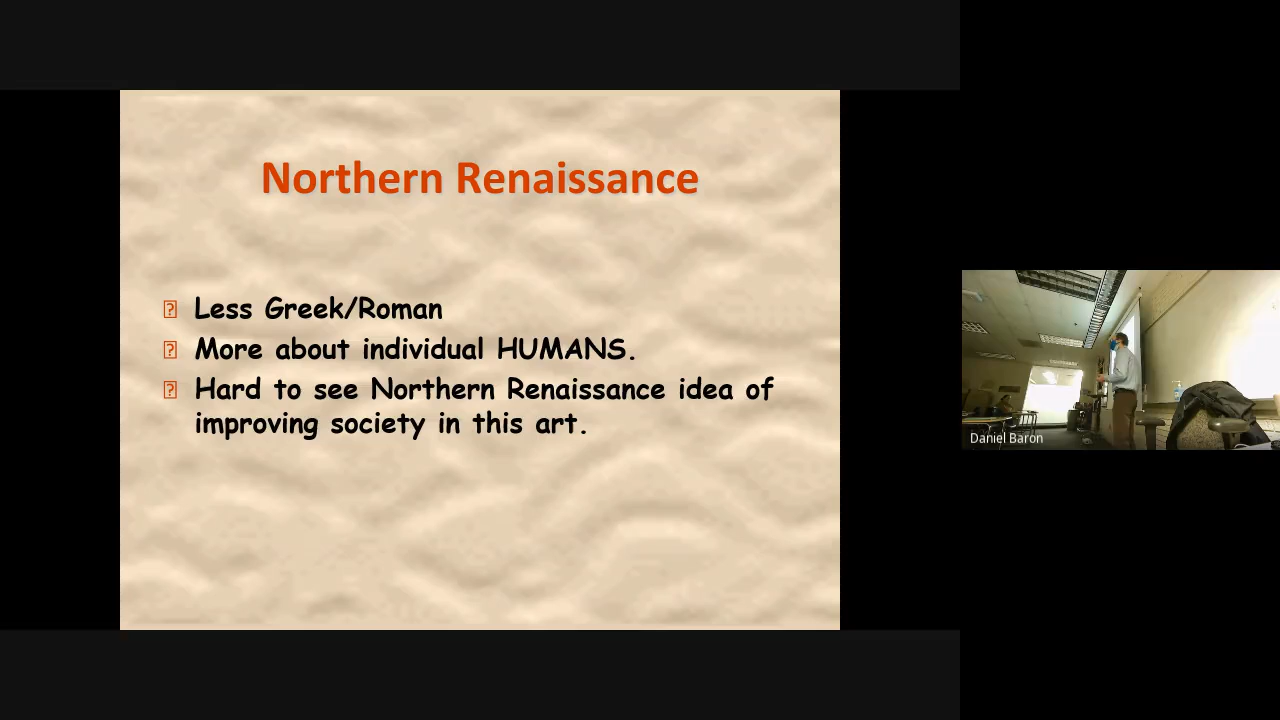 Northern Renaissance
Less Greek/Roman
More about individual HUMANS.
Hard to see Northern Renaissance idea of
improving society in this art.
Daniel Baron